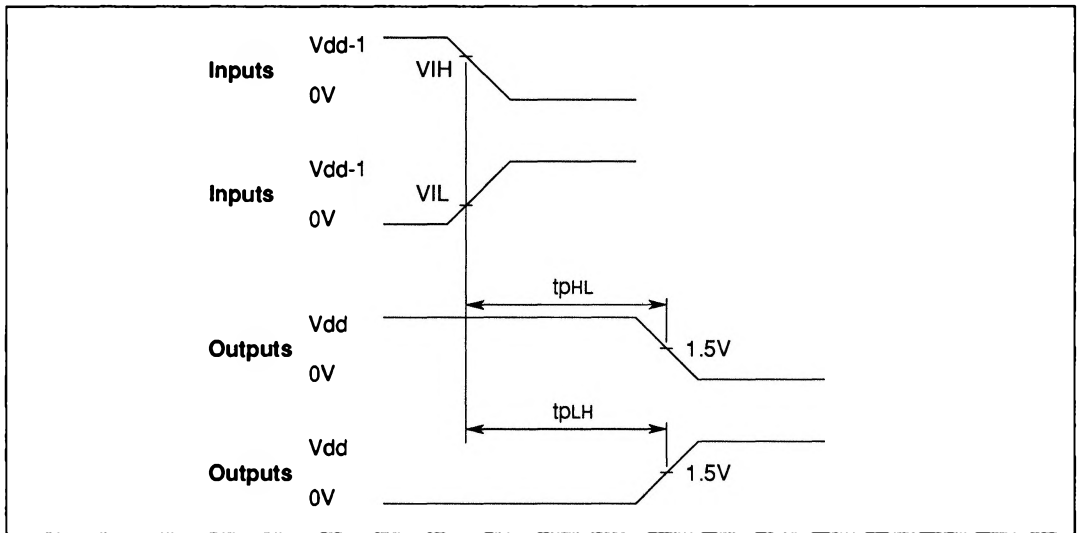 Vdd-1
Inputs VIH
0V
Vdd-1
Inputs VIL
0V
tpHL
Vdd
Outputs 1.5V
0V
tpLH
Vdd
Outputs 1.5V
0V